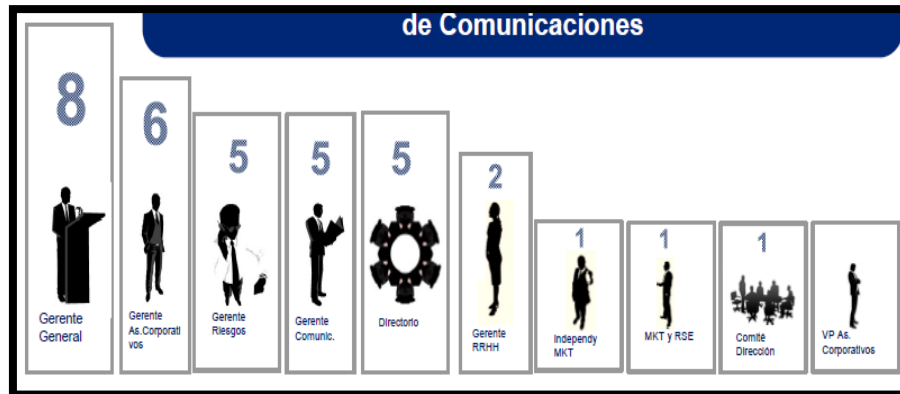 de Comunicaciones
8
Gerente
General
6
Gerente
As.Corporati
vos
5
Gerente
Riesgos
5
Gerente
Comunic.
5
Directorio
2
Gerente
RRHH
1
Independy
MKT
1
MKT y RSE
1
Comité
Dirección
VP As.
Corporativos